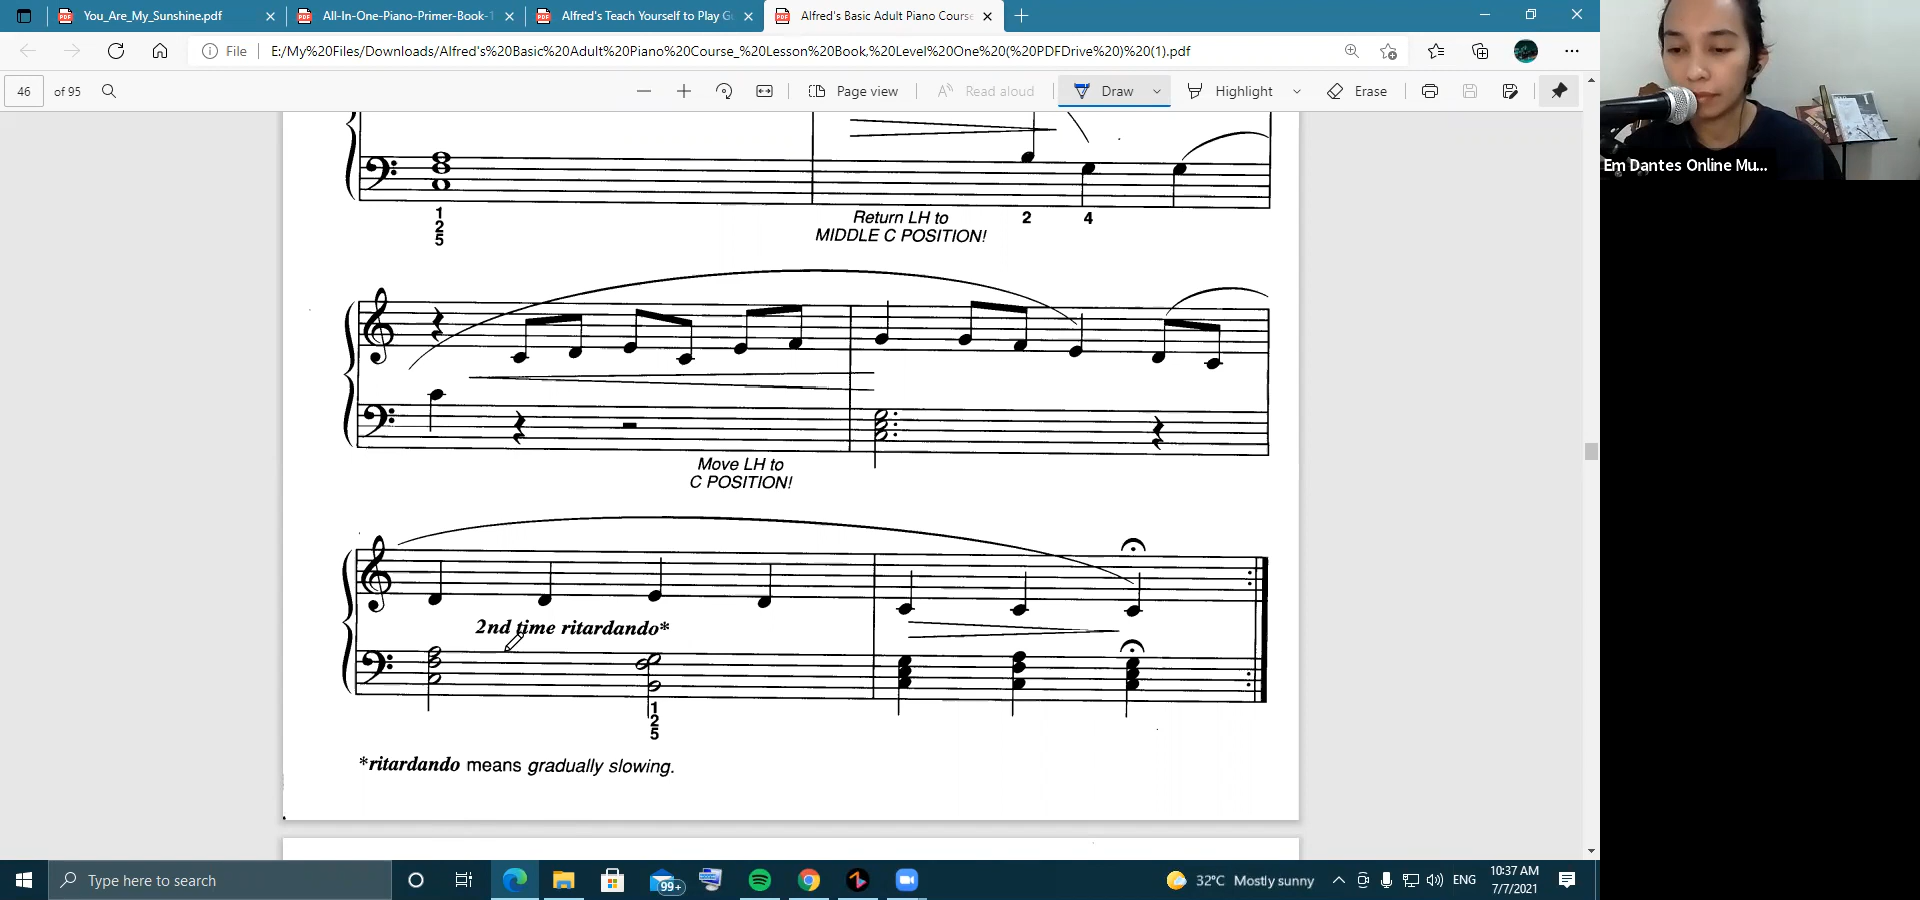 You_Are_My_Sunshine.pdf
All-In-One-Piano-Primer-Book-1
Alfred's Teach Yourself to Play G
Alfred's Basic Adult Piano Course
File
E:/My%20Files/Downloads/Alfred's%20Basic%20Adult%20Piano%20Course_%20Lesson%20Book,%20Level%20One%20(%20PDFDrive%20)%20(1).pdf
46 of 95
Page view
Read aloud
Draw
Highlight
Erase
Em Dantes Online Mu...
1
2
5
Return LH to
MIDDLE C POSITION!
2 4
Move LH to
C POSITION!
2nd time ritardando*
1
2
5
*ritardando means gradually slowing.
Type here to search
99+
32°C Mostly sunny
ENG
10:37 AM
7/7/2021